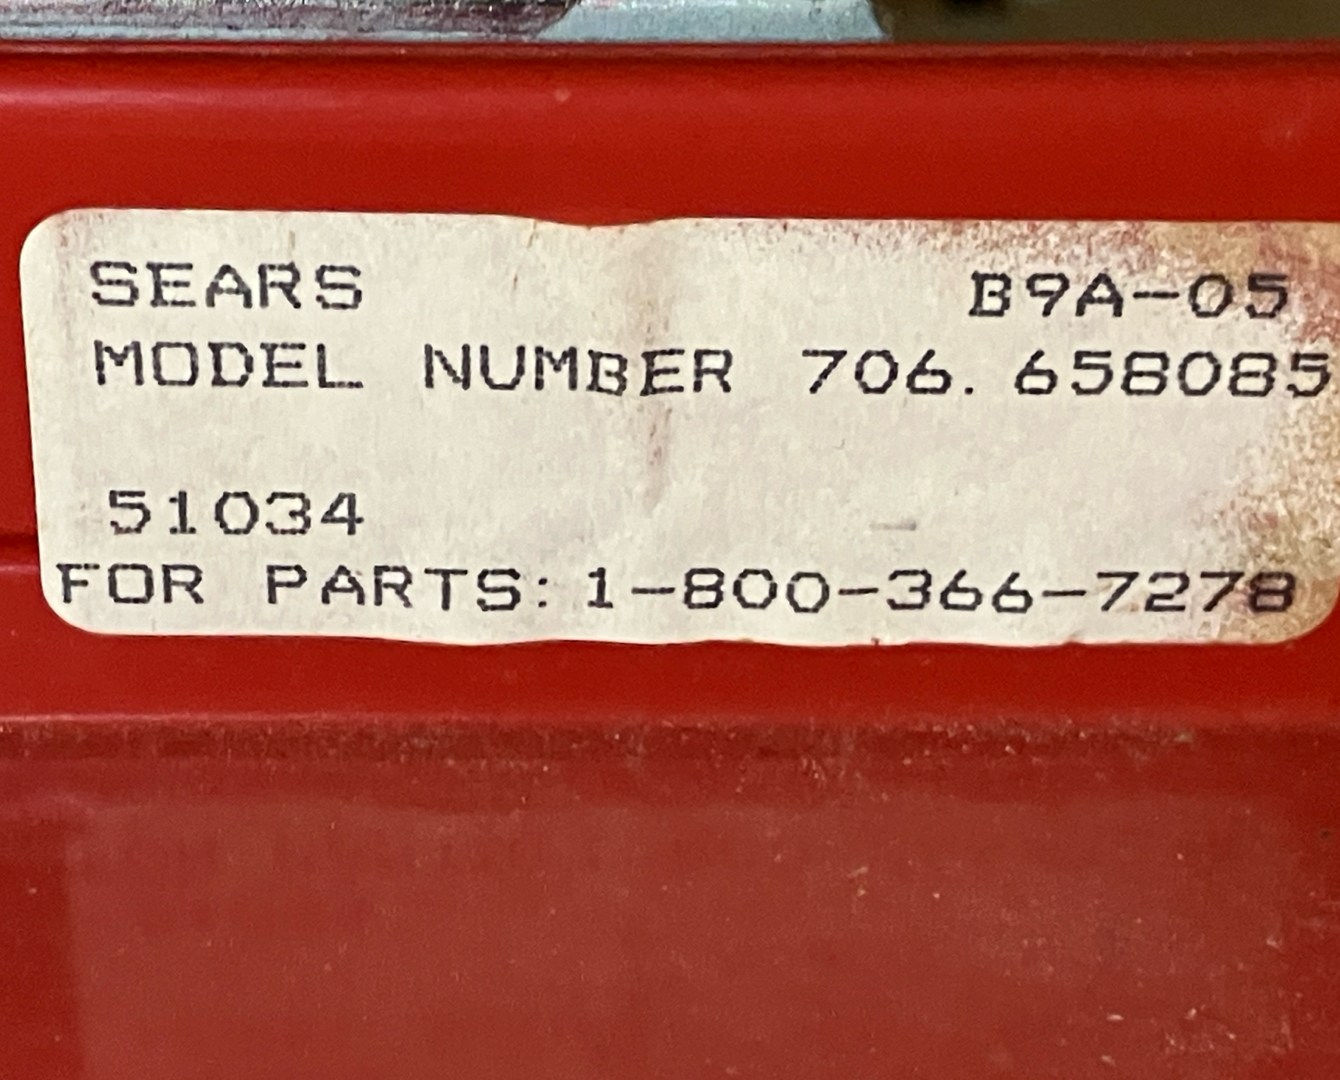 SEARS B9A-05
MODEL NUMBER 706.658085
51034
FOR PARTS: 1-800-366-7278